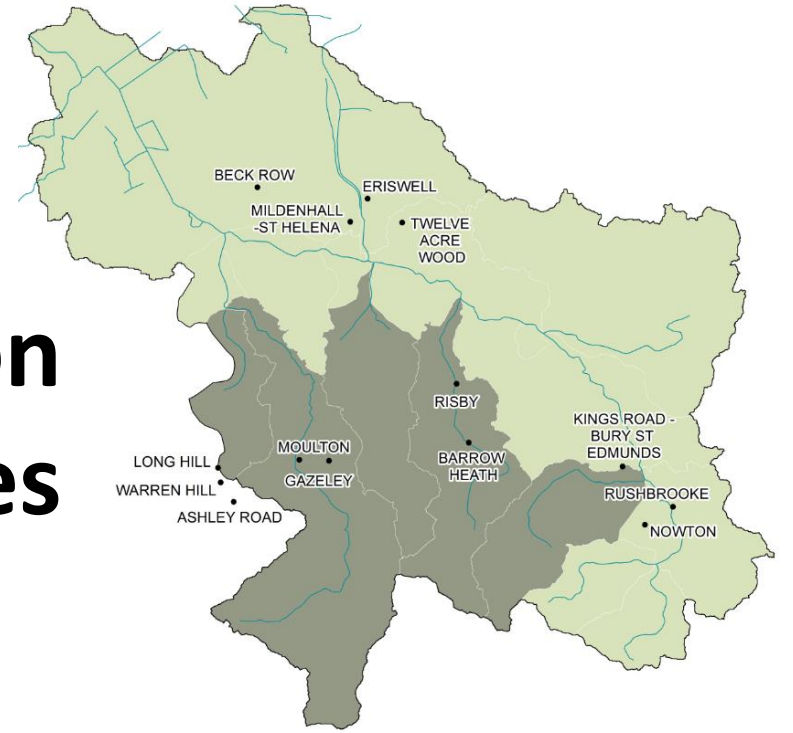 BECK ROW
ERISWELL
MILDENHALL
-ST HELENA
TWELVE
ACRE
WOOD
on
es
RISBY
KINGS ROAD -
BURY ST
EDMUNDS
MOULTON
BARROW
HEATH
LONG HILL
GAZELEY
WARREN HILL
RUSHBROOKE
ASHLEY ROAD
NOWTON